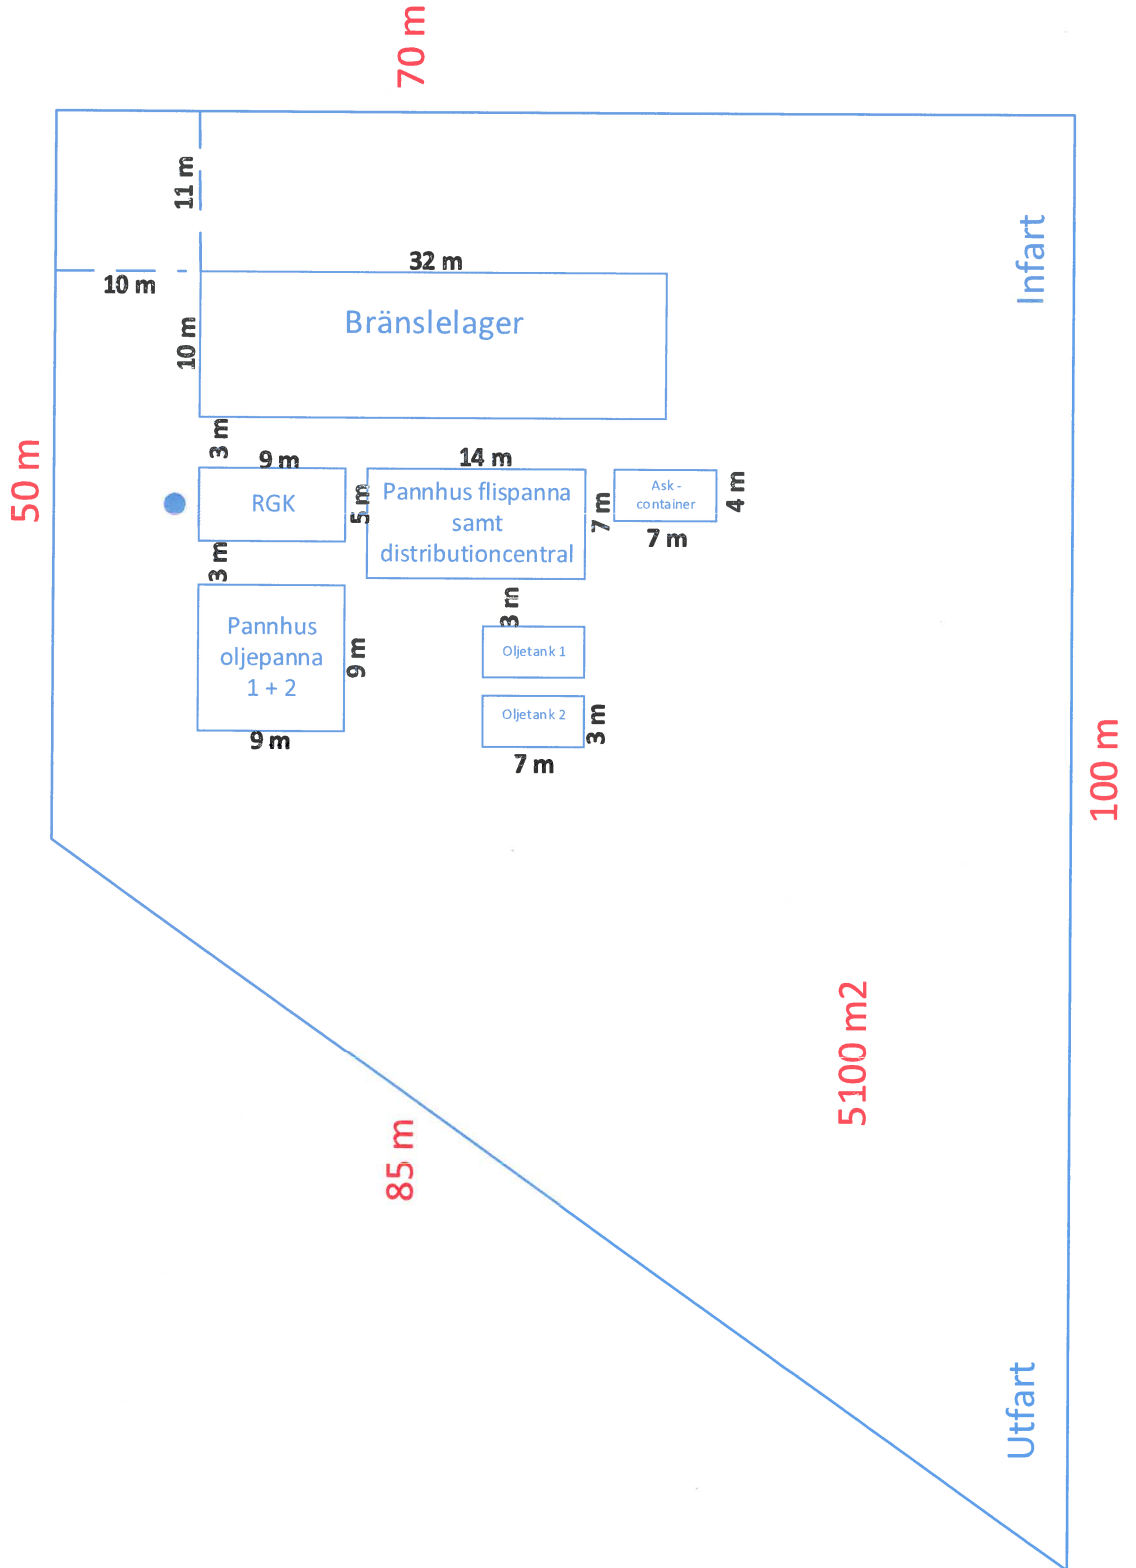 70 m
11 m
Infart
32 m
10 m
Bränslelager
10 m
50 m
3 m
9 m
14 m
RGK
5 m
Pannhus flispanna
samt
distributioncentral
7 m
Ask -
container
4 m
7 m
3 m
3 m
Pannhus
oljepanna
1 + 2
9 m
9 m
Oljetank 1
Oljetank 2
3 m
7 m
100 m
5100 m2
85 m
Utfart